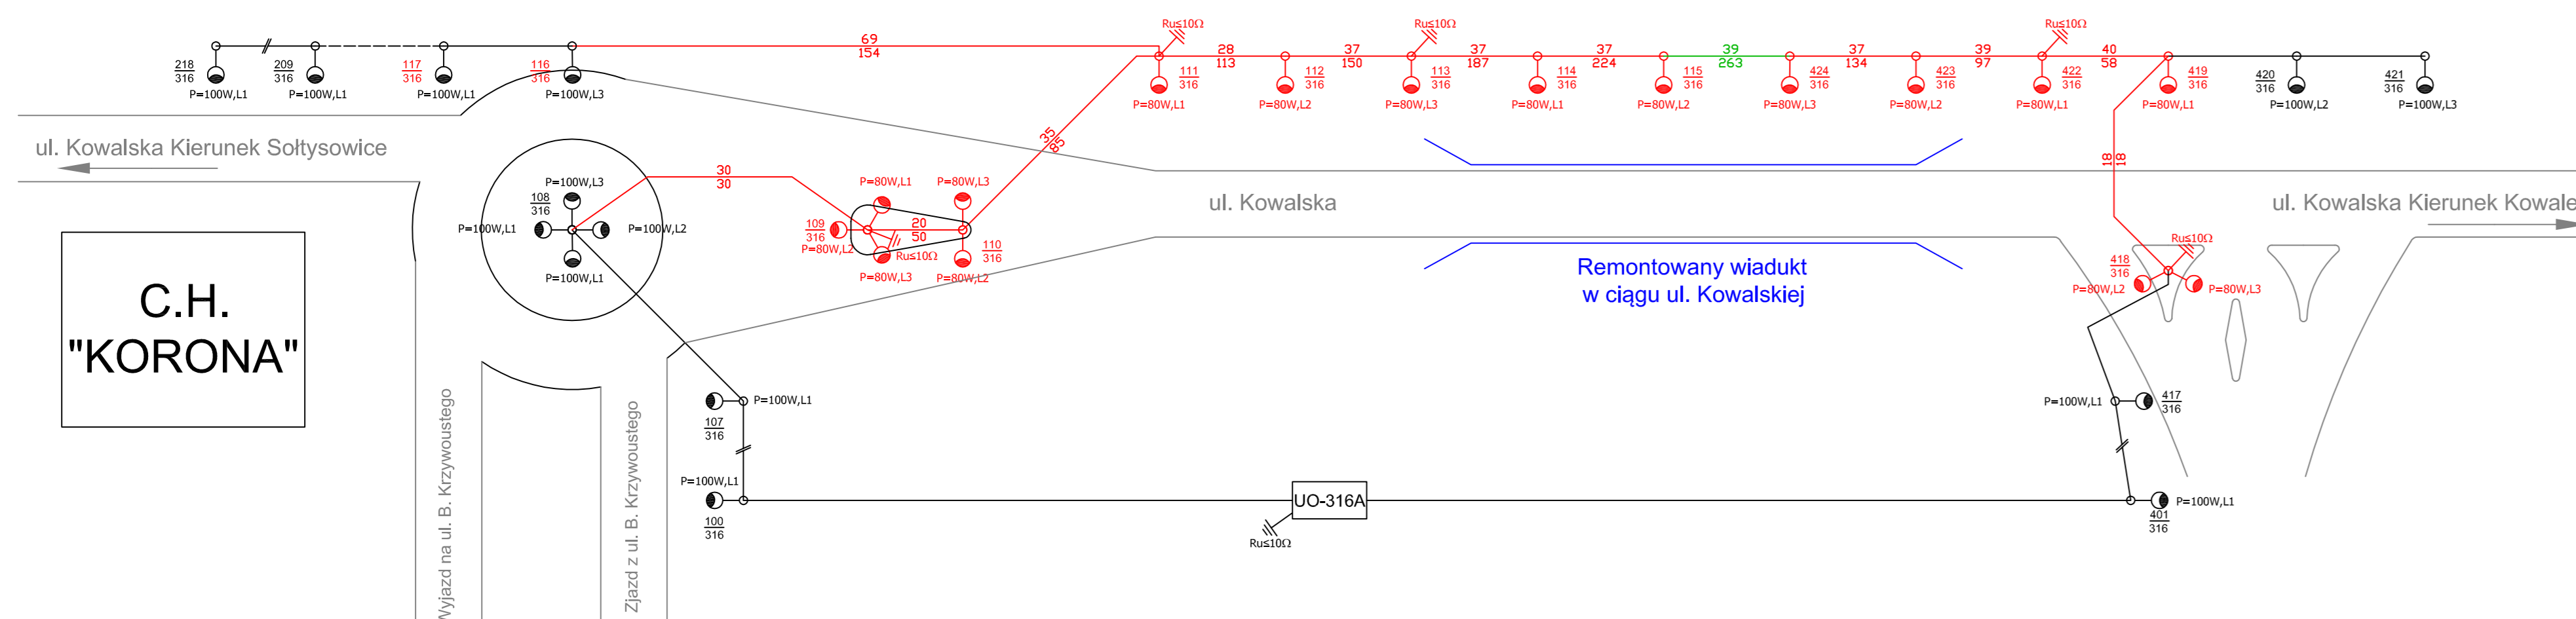 Ru≤10Ω
Ru≤10Ω
Ru≤10Ω
69
154
28
113
37
150
37
187
37
224
39
263
37
134
39
97
40
58
218
316
209
316
117
316
116
316
111
316
112
316
113
316
114
316
115
316
424
316
423
316
422
316
419
316
420
316
421
316
P=100W,L1
P=100W,L1
P=100W,L1
P=100W,L3
P=80W,L1
P=80W,L2
P=80W,L3
P=80W,L1
P=80W,L2
P=80W,L3
P=80W,L2
P=80W,L1
P=80W,L1
P=100W,L2
P=100W,L3
ul. Kowalska Kierunek Sołtysowice
35
85
18
18
30
30
P=100W,L3
108
316
P=100W,L1
P=100W,L2
P=100W,L1
P=80W,L1
P=80W,L3
109
316
P=80W,L2
20
50
Ru≤10Ω
110
316
P=80W,L3
P=80W,L2
ul. Kowalska
ul. Kowalska Kierunek Kowale
Remontowany wiadukt
w ciągu ul. Kowalskiej
Ru≤10Ω
418
316
P=80W,L2
P=80W,L3
C.H.
"KORONA"
P=100W,L1
107
316
P=100W,L1
417
316
P=100W,L1
100
316
UO-316A
Ru≤10Ω
P=100W,L1
401
316
Wyjazd na ul. B. Krzywoustego
Zjazd z ul. B. Krzywoustego